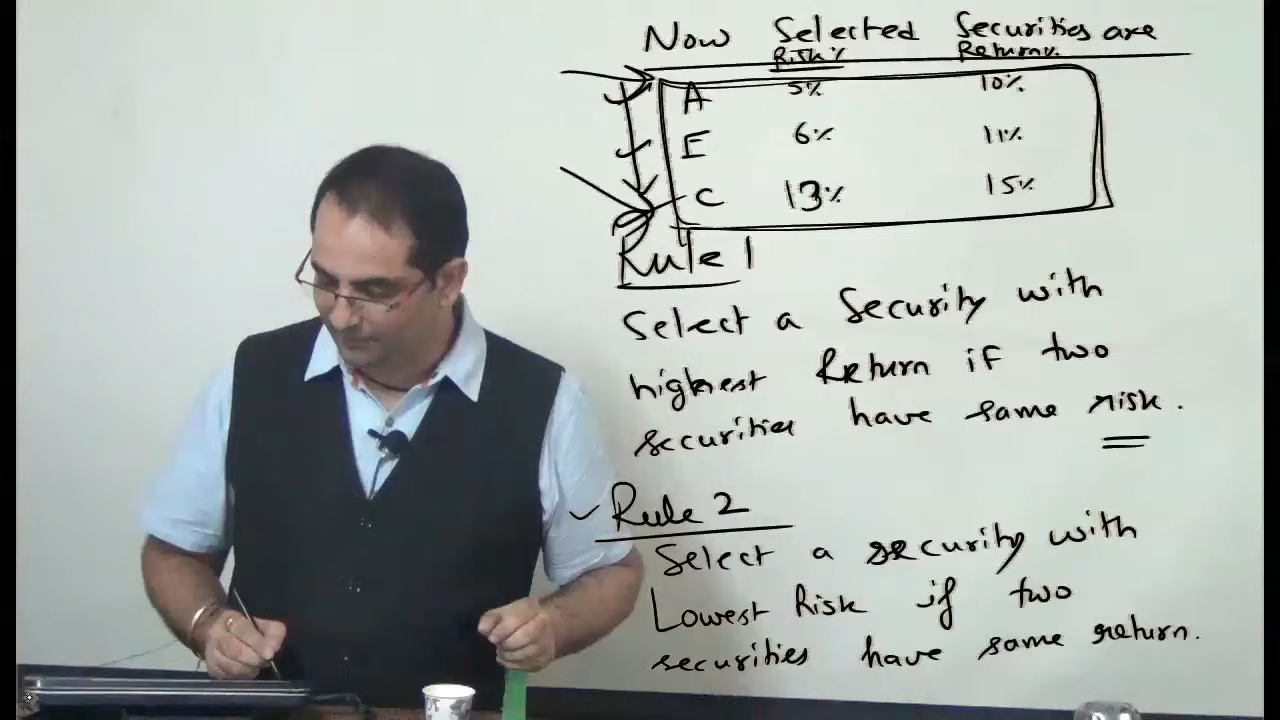 Now Selected Securities are
Risk% Return%
A 5% 10%
E 6% 11%
C 13% 15%
Rule 1
Select a Security with
highest Return if two
securities have same risk.
Rule 2
Select a security with
Lowest Risk if two
securities have same return.